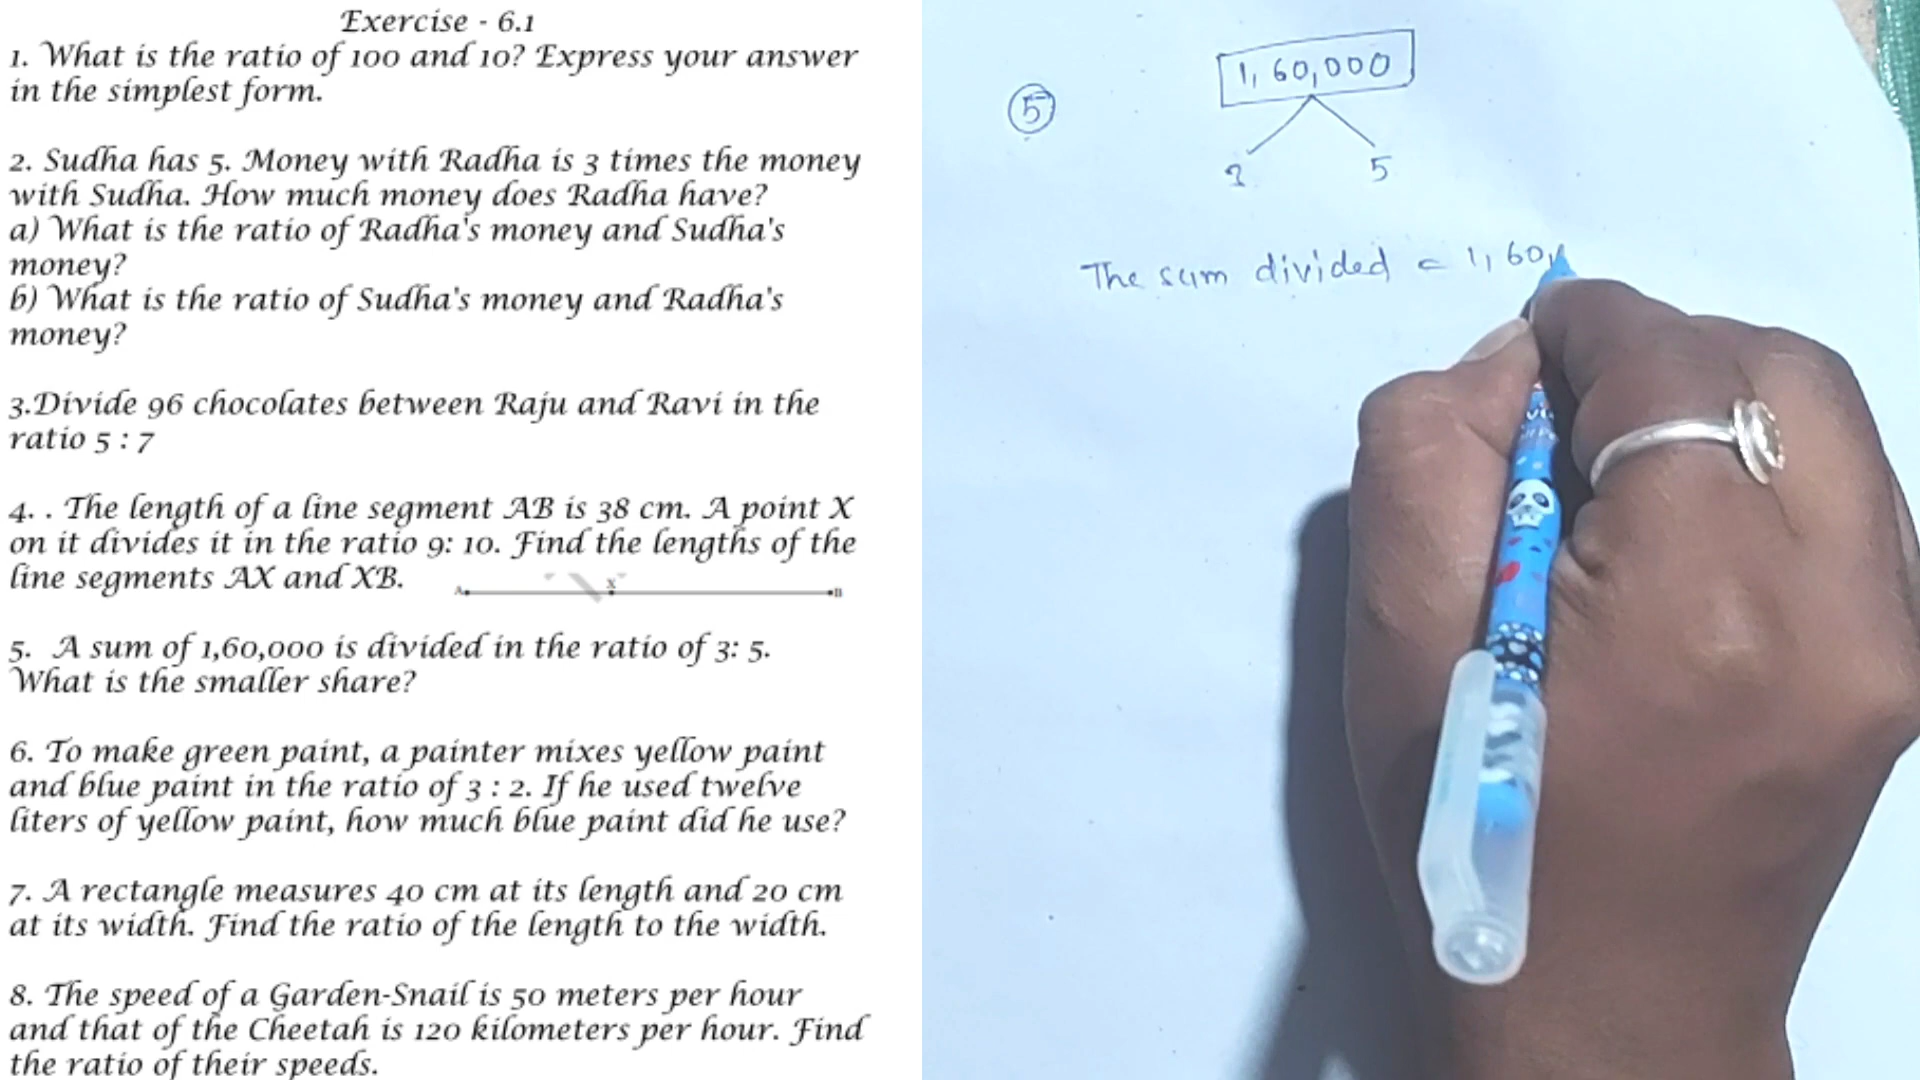 Exercise - 6.1
1. What is the ratio of 100 and 10? Express your answer
in the simplest form.
2. Sudha has 5. Money with Radha is 3 times the money
with Sudha. How much money does Radha have?
a) What is the ratio of Radha's money and Sudha's
money?
b) What is the ratio of Sudha's money and Radha's
money?
3.Divide 96 chocolates between Raju and Ravi in the
ratio 5 : 7
4. . The length of a line segment AB is 38 cm. A point X
on it divides it in the ratio 9: 10. Find the lengths of the
line segments AX and XB.
A X B
5. A sum of 1,60,000 is divided in the ratio of 3: 5.
What is the smaller share?
6. To make green paint, a painter mixes yellow paint
and blue paint in the ratio of 3 : 2. If he used twelve
liters of yellow paint, how much blue paint did he use?
7. A rectangle measures 40 cm at its length and 20 cm
at its width. Find the ratio of the length to the width.
8. The speed of a Garden-Snail is 50 meters per hour
and that of the Cheetah is 120 kilometers per hour. Find
the ratio of their speeds.
1,60,000
5
3 5
The sum divided = 1,60,